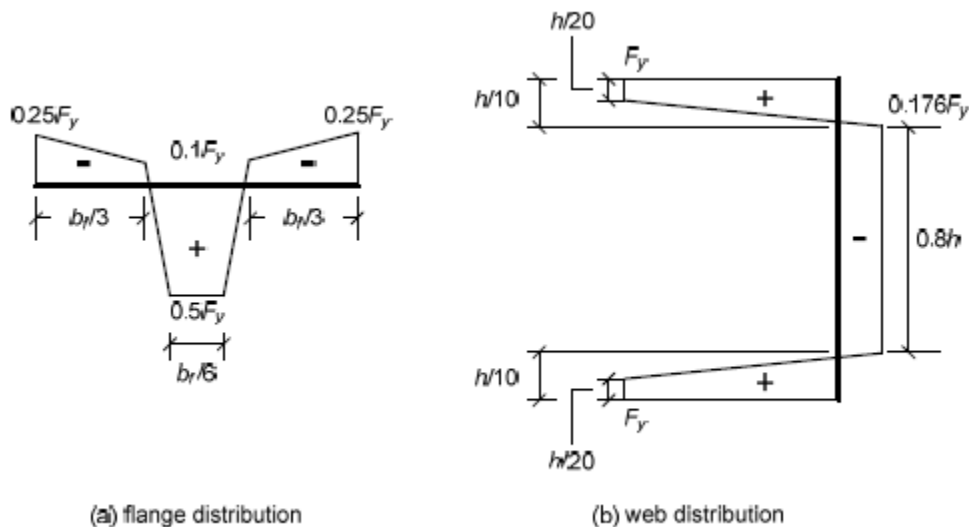 h/20
F_y
h/10
0.176F_y
0.25F_y
0.25F_y
0.1F_y
+
-
-
b_f/3
b_f/3
+
0.8h
-
0.5F_y
b_f/6
h/10
+
F_y
h/20
(a) flange distribution
(b) web distribution